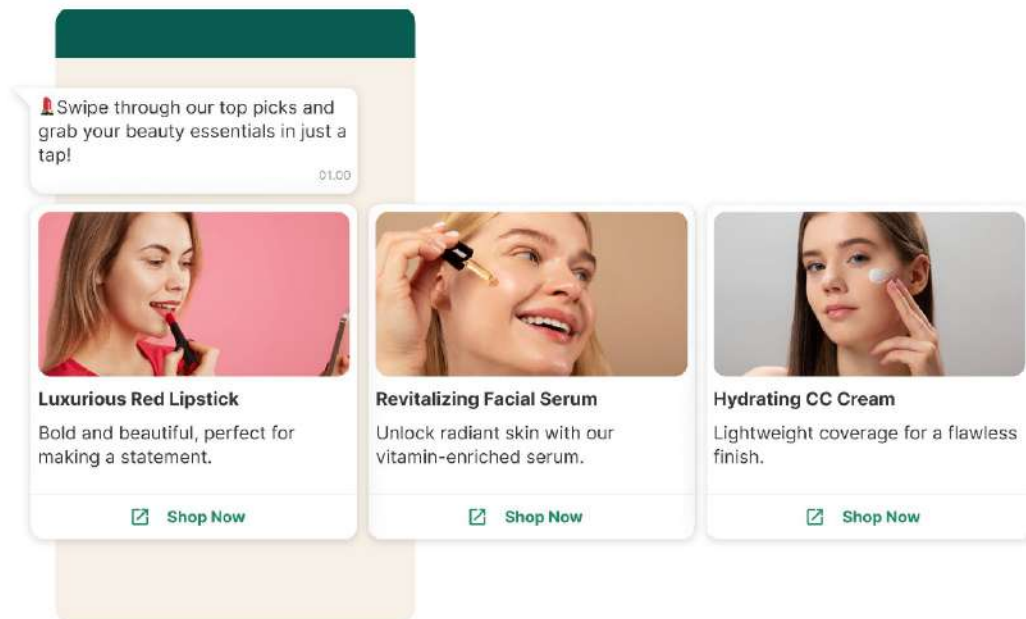 💄Swipe through our top picks and
grab your beauty essentials in just a
tap!
01.00
Luxurious Red Lipstick
Bold and beautiful, perfect for
making a statement.
Shop Now
Revitalizing Facial Serum
Unlock radiant skin with our
vitamin-enriched serum.
Shop Now
Hydrating CC Cream
Lightweight coverage for a flawless
finish.
Shop Now